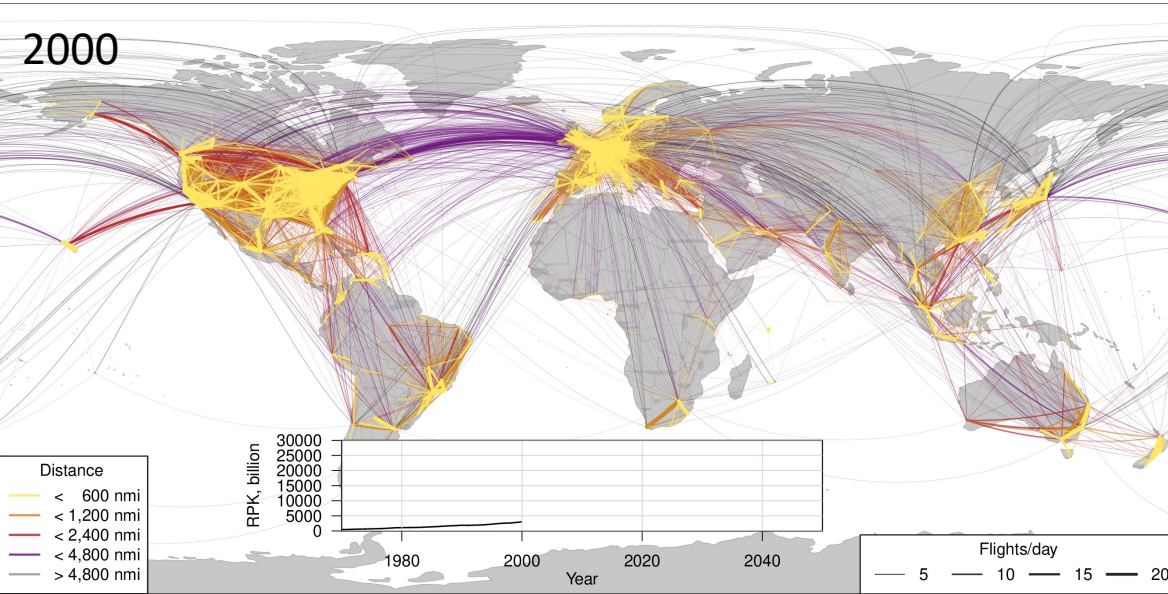 2000
Distance
< 600 nmi
< 1,200 nmi
< 2,400 nmi
< 4,800 nmi
> 4,800 nmi
RPK, billion
30000
25000
20000
15000
10000
5000
0
1980 2000 2020 2040
Year
Flights/day
5 10 15 20